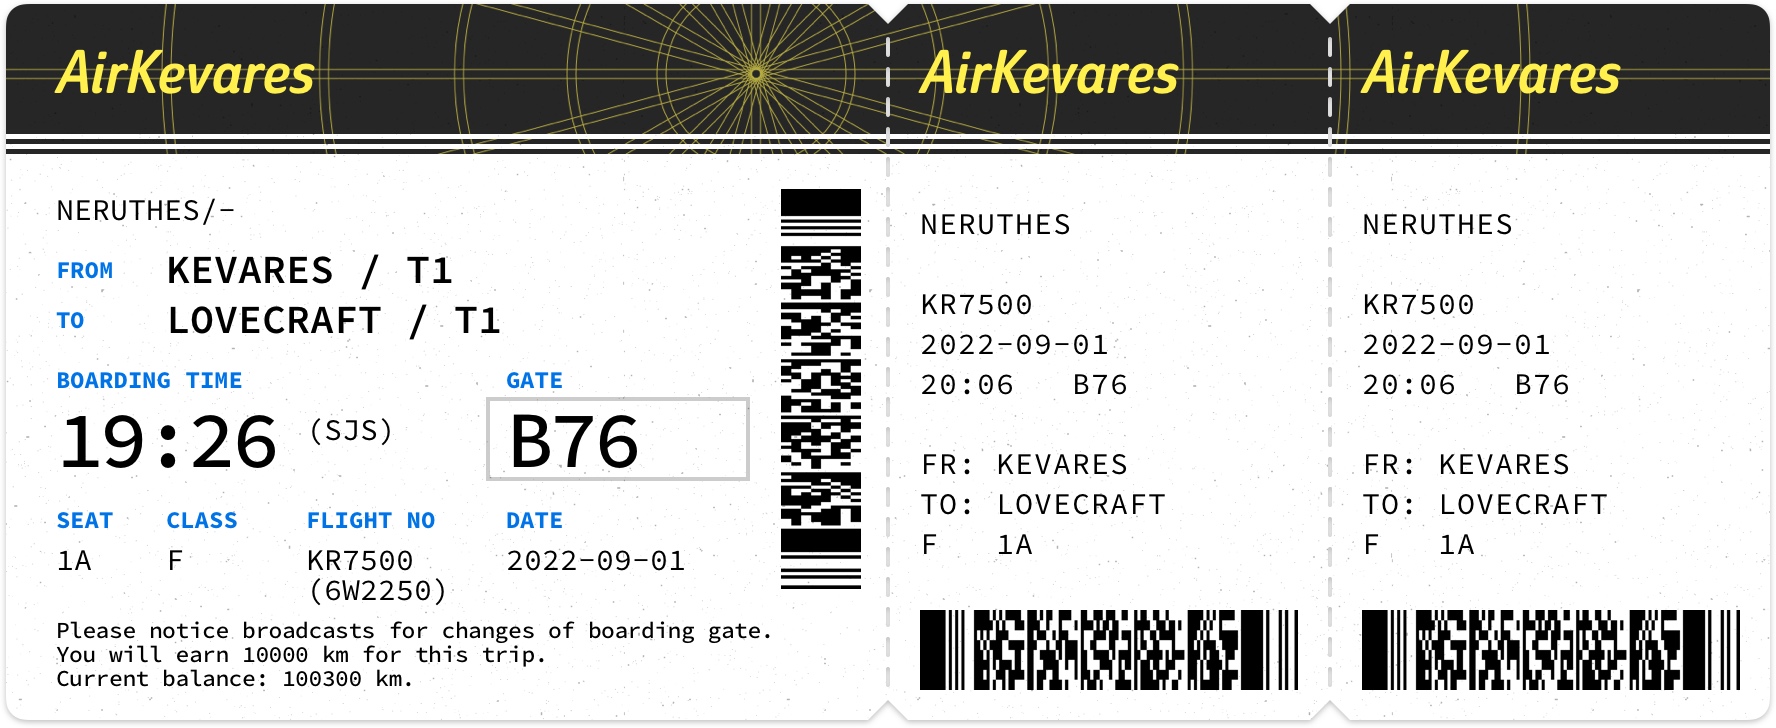 AirKevares
NERUTHES/-
FROM KEVARES / T1
TO LOVECRAFT / T1
BOARDING TIME GATE
19:26 (SJS) B76
SEAT CLASS FLIGHT NO DATE
1A F KR7500 2022-09-01
(6W2250)
Please notice broadcasts for changes of boarding gate.
You will earn 10000 km for this trip.
Current balance: 100300 km.
AirKevares
NERUTHES
KR7500
2022-09-01
20:06 B76
FR: KEVARES
TO: LOVECRAFT
F 1A
AirKevares
NERUTHES
KR7500
2022-09-01
20:06 B76
FR: KEVARES
TO: LOVECRAFT
F 1A